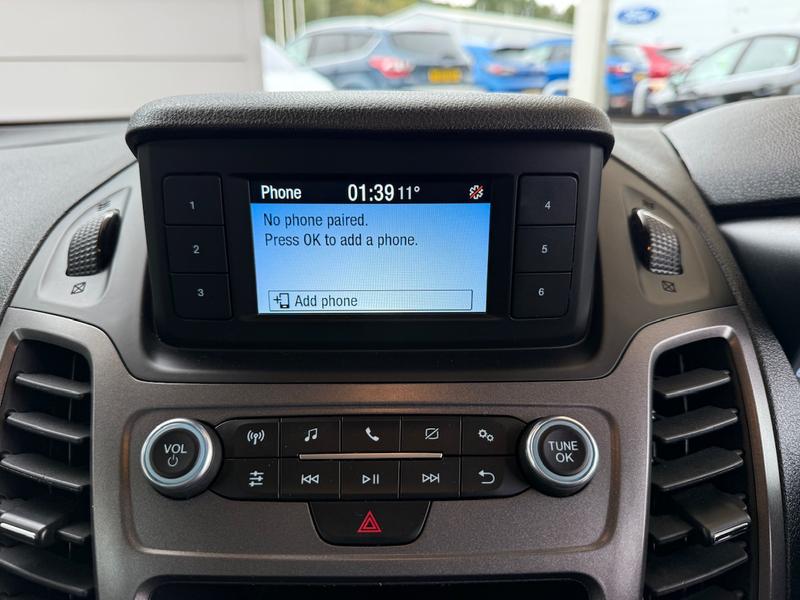 Ford
Phone 01:39 11°
No phone paired.
Press OK to add a phone.
Add phone
1
2
3
4
5
6
VOL
TUNE
OK